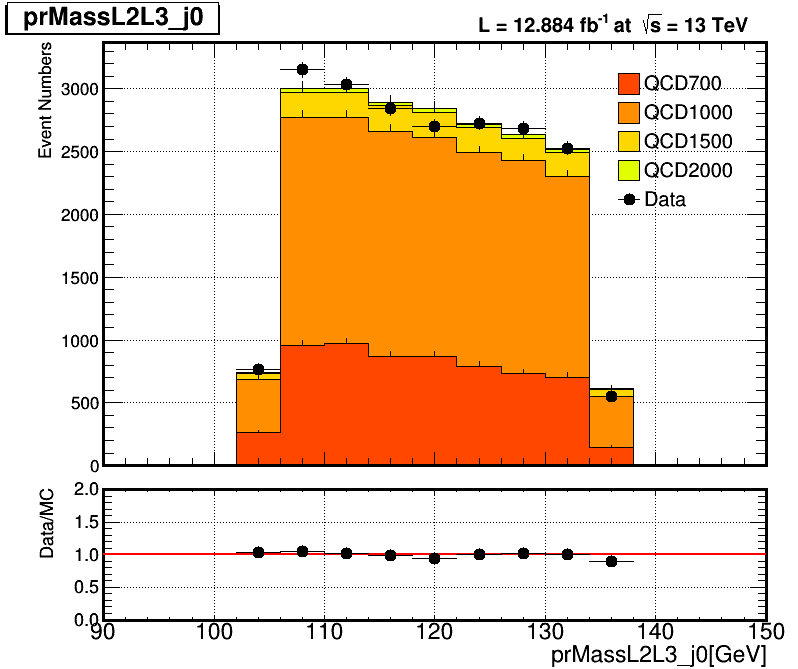 prMassL2L3_j0
L = 12.884 fb⁻¹ at √s = 13 TeV
Event Numbers
3000
2500
2000
1500
1000
500
0
QCD700
QCD1000
QCD1500
QCD2000
Data
Data/MC
2.0
1.5
1.0
0.5
0.0
90 100 110 120 130 140 150
prMassL2L3_j0[GeV]